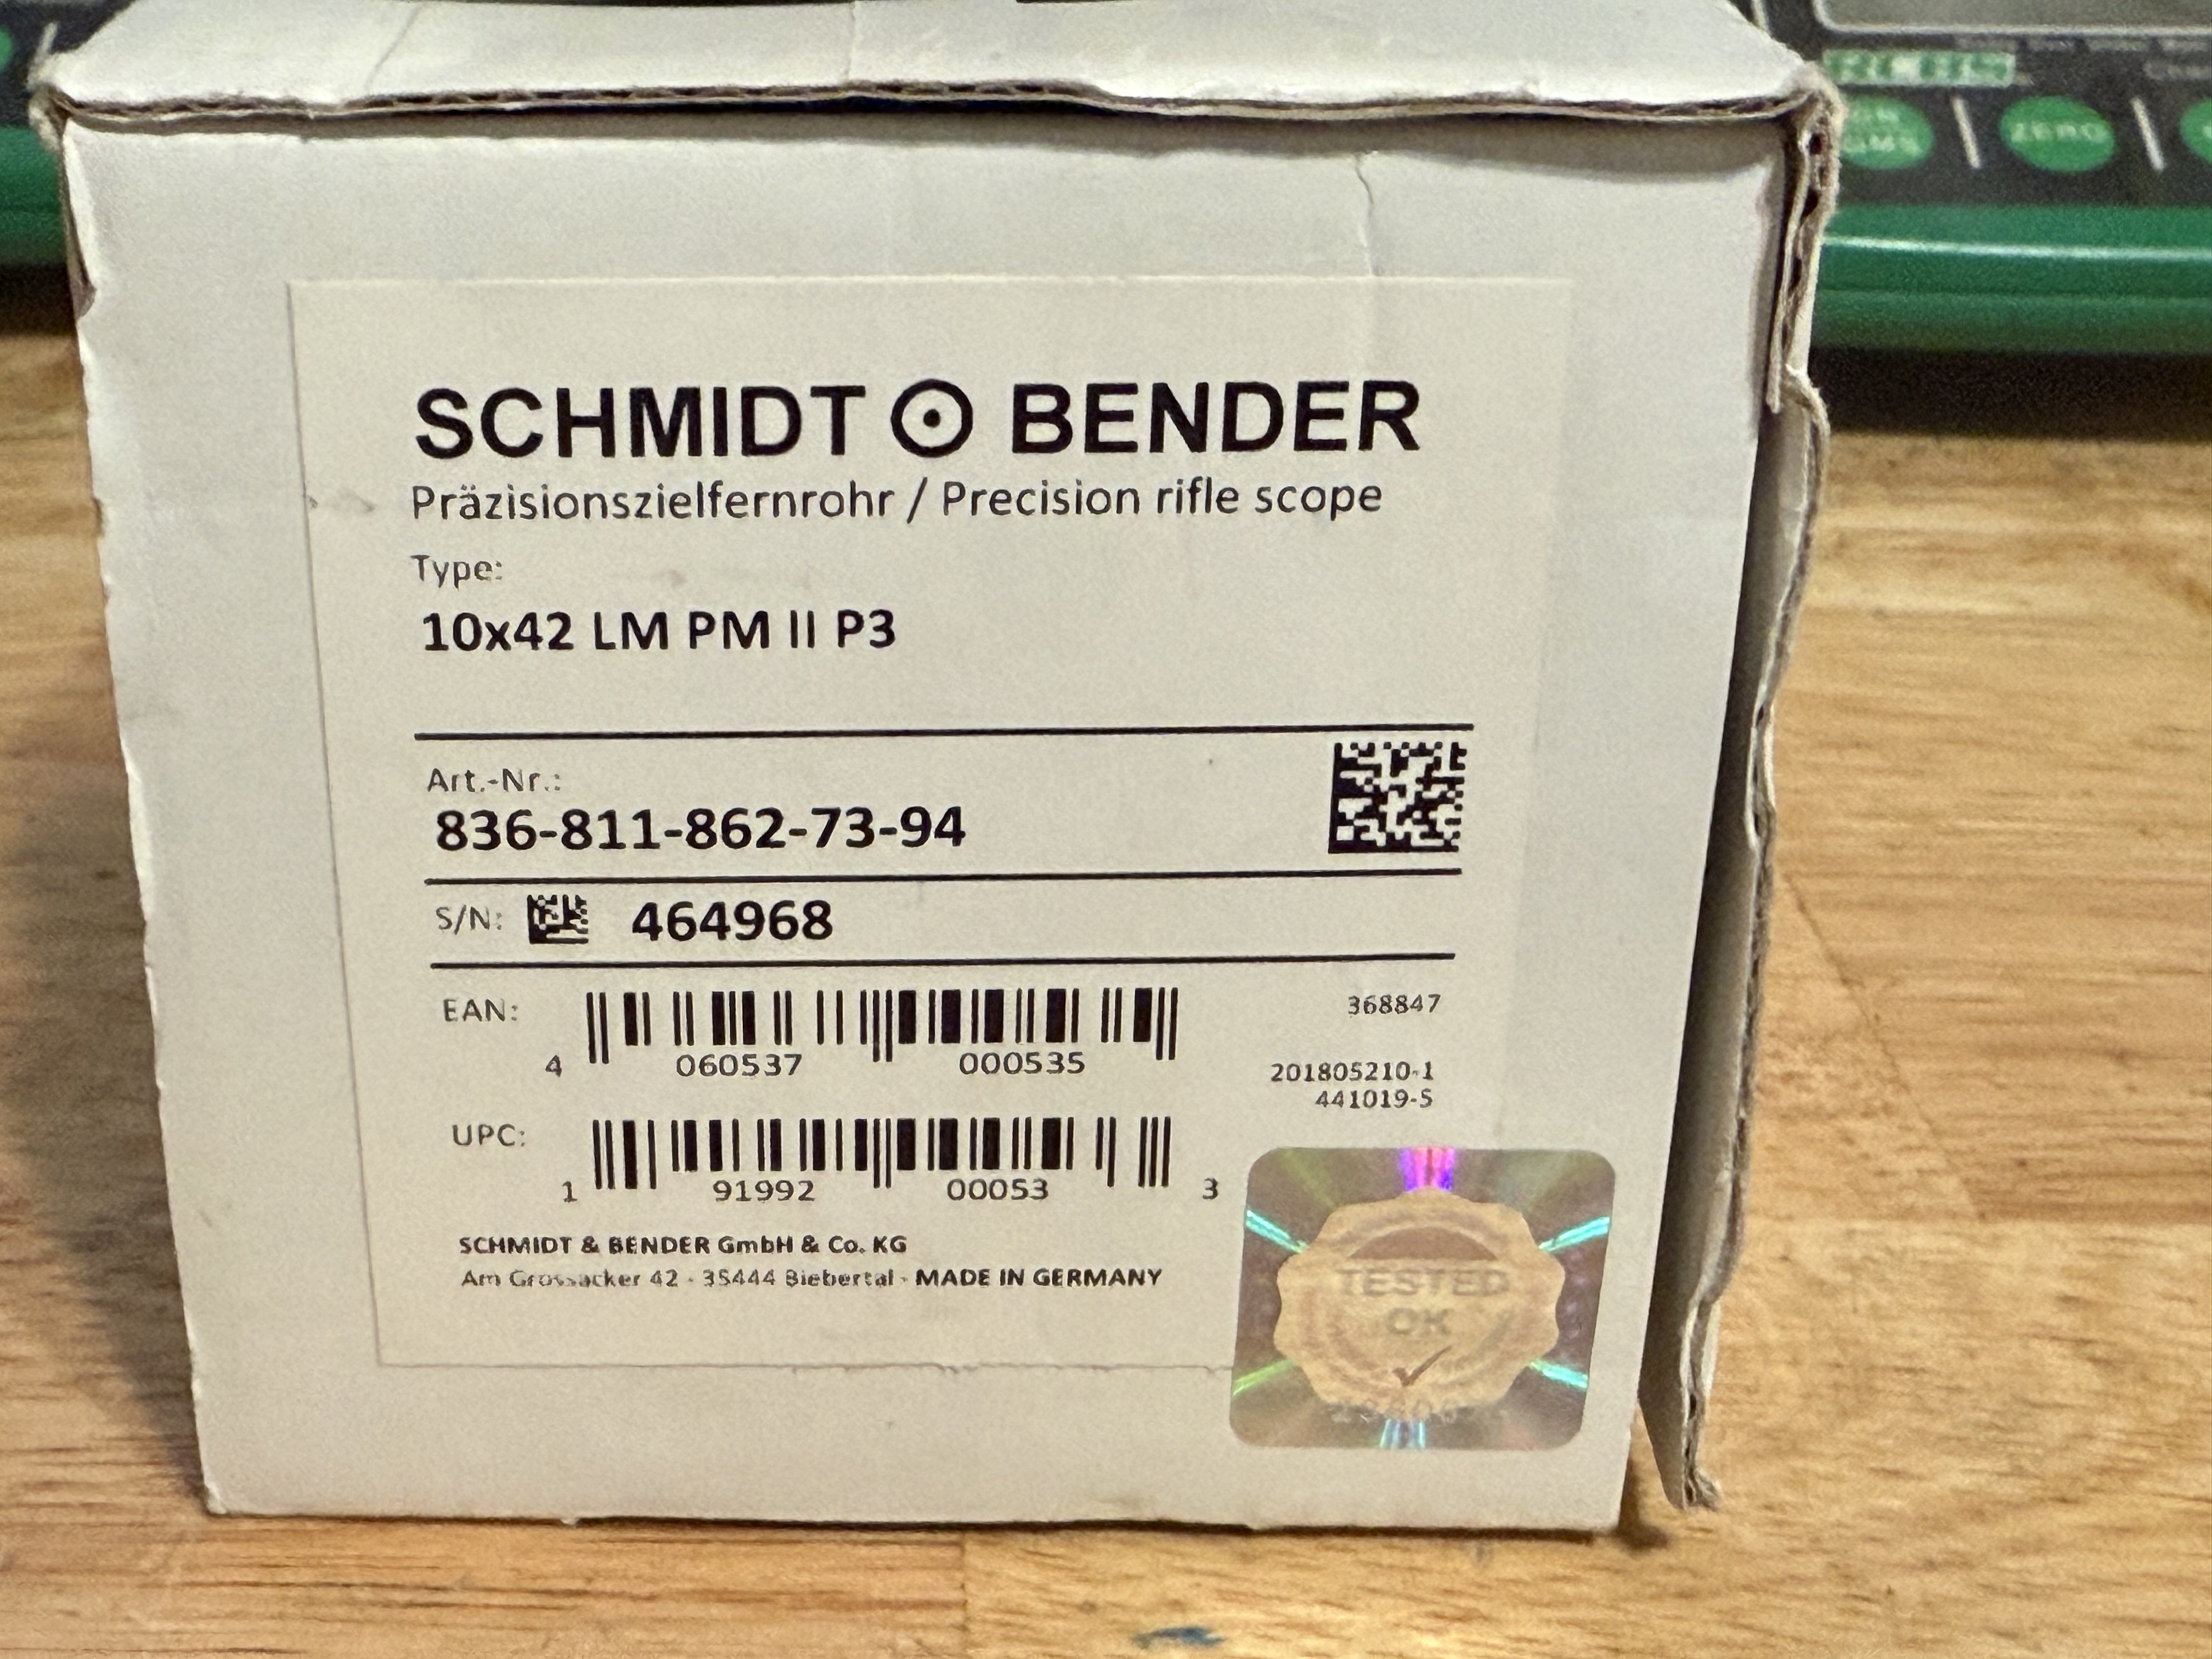 ZERO
SCHMIDT BENDER
Präzisionszielfernrohr / Precision rifle scope
Type:
10x42 LM PM II P3
Art.-Nr.:
836-811-862-73-94
S/N: 464968
EAN:
4 060537 000535
368847
201805210-1
441019-5
UPC:
1 91992 00053 3
SCHMIDT & BENDER GmbH & Co. KG
Am Grossacker 42 - 35444 Biebertal - MADE IN GERMANY
TESTED
OK